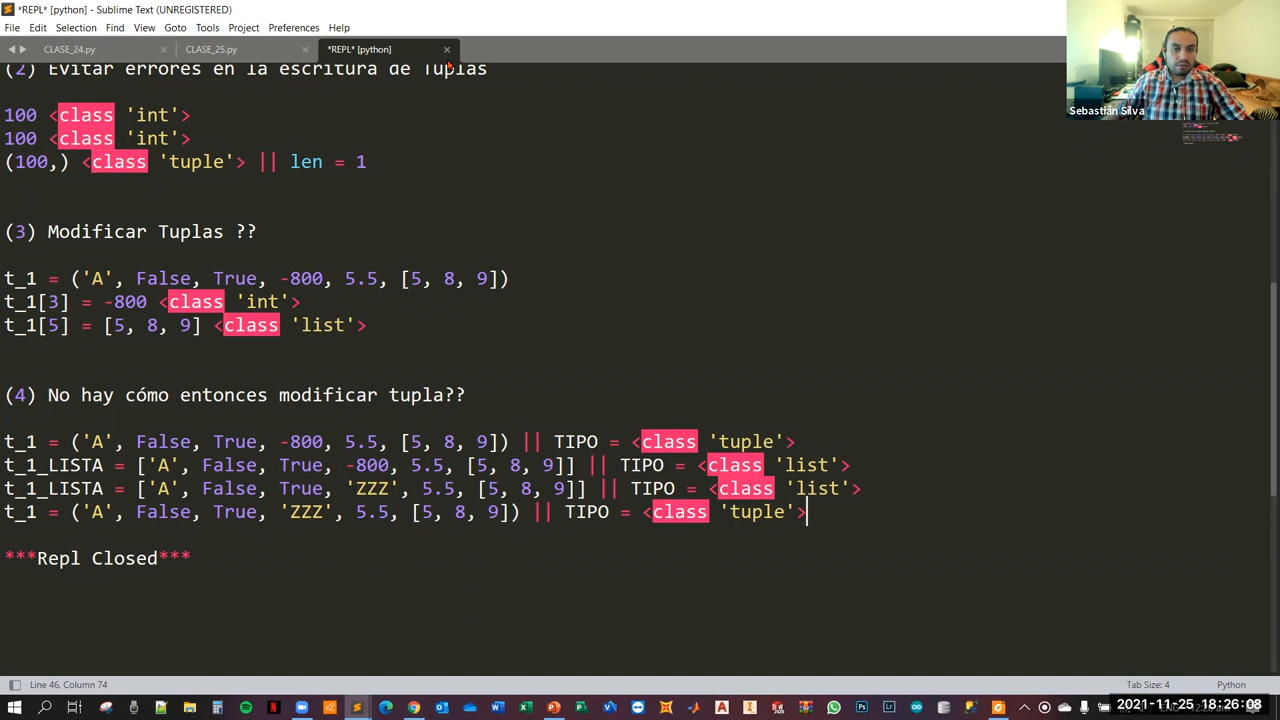 *REPL* [python] - Sublime Text (UNREGISTERED)
File Edit Selection Find View Goto Tools Project Preferences Help
CLASE_24.py × CLASE_25.py × *REPL* [python] ×
(2) Evitar errores en la escritura de Tuplas
100 <class 'int'>
100 <class 'int'>
(100,) <class 'tuple'> || len = 1
(3) Modificar Tuplas ??
t_1 = ('A', False, True, -800, 5.5, [5, 8, 9])
t_1[3] = -800 <class 'int'>
t_1[5] = [5, 8, 9] <class 'list'>
(4) No hay cómo entonces modificar tupla??
t_1 = ('A', False, True, -800, 5.5, [5, 8, 9]) || TIPO = <class 'tuple'>
t_1_LISTA = ['A', False, True, -800, 5.5, [5, 8, 9]] || TIPO = <class 'list'>
t_1_LISTA = ['A', False, True, 'ZZZ', 5.5, [5, 8, 9]] || TIPO = <class 'list'>
t_1 = ('A', False, True, 'ZZZ', 5.5, [5, 8, 9]) || TIPO = <class 'tuple'>
***Repl Closed***
Sebastián Silva
Line 46, Column 74
Tab Size: 4
Python
2021-11-25 18:26:08